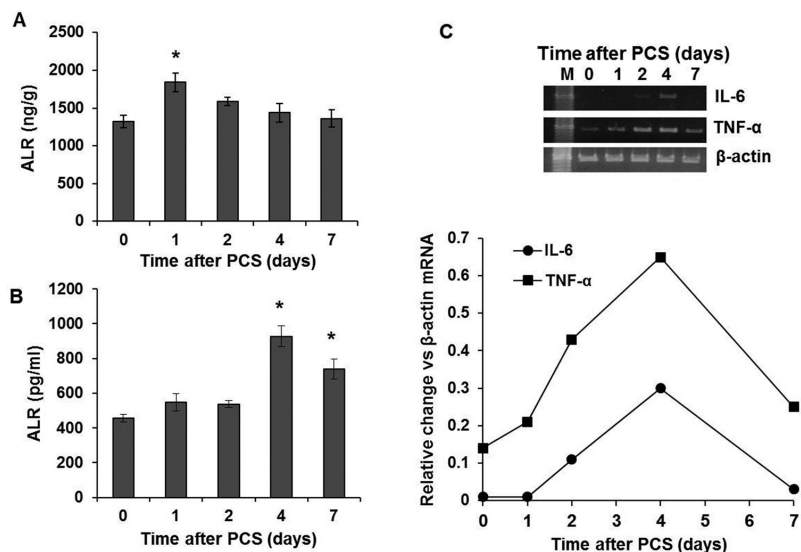 A
2500
2000
1500
1000
500
0
ALR (ng/g)
*
0 1 2 4 7
Time after PCS (days)
B
1200
1000
800
600
400
200
0
ALR (pg/ml)
* *
0 1 2 4 7
Time after PCS (days)
C
Time after PCS (days)
M 0 1 2 4 7
IL-6
TNF-α
β-actin
0.7
0.6
0.5
0.4
0.3
0.2
0.1
0
Relative change vs β-actin mRNA
IL-6
TNF-α
0 1 2 3 4 5 6 7
Time after PCS (days)